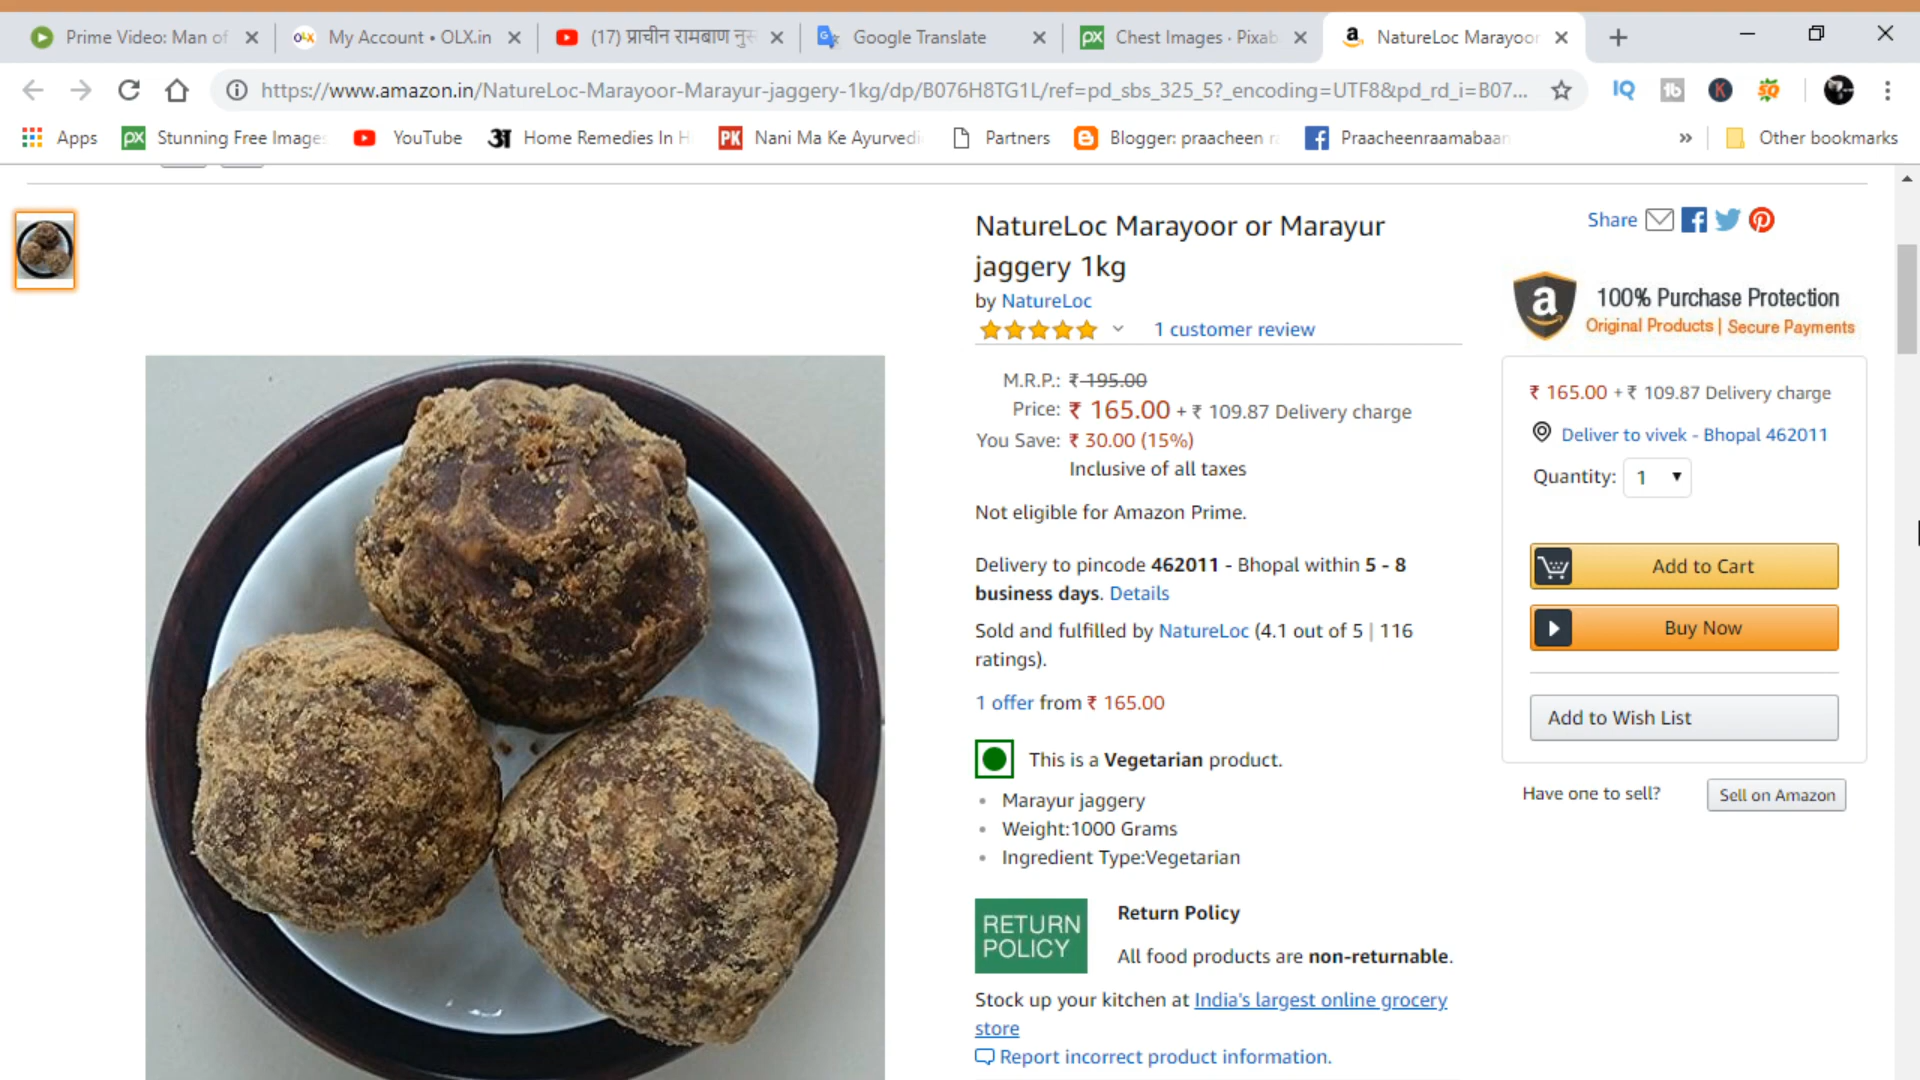 Prime Video: Man of
My Account • OLX.in
(17) प्राचीन रामबाण नुस
Google Translate
Chest Images · Pixab
NatureLoc Marayoor
https://www.amazon.in/NatureLoc-Marayoor-Marayur-jaggery-1kg/dp/B076H8TG1L/ref=pd_sbs_325_5?_encoding=UTF8&pd_rd_i=B07...
Apps
Stunning Free Images
YouTube
Home Remedies In H
Nani Ma Ke Ayurvedi
Partners
Blogger: praacheen ra
Praacheenraamabaan
Other bookmarks
NatureLoc Marayoor or Marayur
jaggery 1kg
by NatureLoc
1 customer review
M.R.P.: ₹ 195.00
Price: ₹ 165.00 + ₹ 109.87 Delivery charge
You Save: ₹ 30.00 (15%)
Inclusive of all taxes
Not eligible for Amazon Prime.
Delivery to pincode 462011 - Bhopal within 5 - 8
business days. Details
Sold and fulfilled by NatureLoc (4.1 out of 5 | 116
ratings).
1 offer from ₹ 165.00
This is a Vegetarian product.
Marayur jaggery
Weight:1000 Grams
Ingredient Type:Vegetarian
RETURN
POLICY
Return Policy
All food products are non-returnable.
Stock up your kitchen at India's largest online grocery
store
Report incorrect product information.
Share
100% Purchase Protection
Original Products | Secure Payments
₹ 165.00 + ₹ 109.87 Delivery charge
Deliver to vivek - Bhopal 462011
Quantity: 1
Add to Cart
Buy Now
Add to Wish List
Have one to sell?
Sell on Amazon